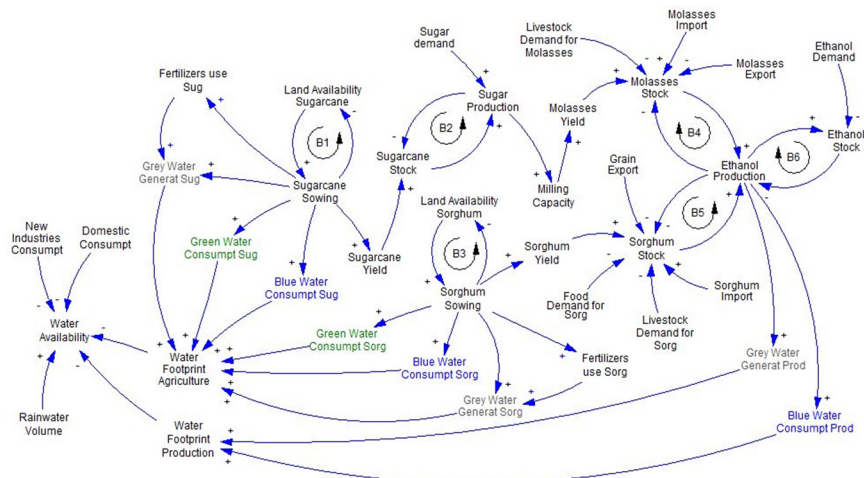 Sugar
demand
Livestock
Demand for
Molasses
Molasses
Import
Ethanol
Demand
Fertilizers use
Sug
Land Availability
Sugarcane
Sugar
Production
Molasses
Yield
Molasses
Stock
Molasses
Export
Ethanol
Stock
B1
B2
B4
B6
Grey Water
Generat Sug
Sugarcane
Sowing
Sugarcane
Stock
Milling
Capacity
Ethanol
Production
Grain
Export
Land Availability
Sorghum
B5
New
Industries
Consumpt
Domestic
Consumpt
Green Water
Consumpt Sug
Sugarcane
Yield
B3
Sorghum
Yield
Sorghum
Stock
Blue Water
Consumpt Sug
Sorghum
Sowing
Food
Demand for
Sorg
Sorghum
Import
Water
Availability
Green Water
Consumpt Sorg
Livestock
Demand for
Sorg
Water
Footprint
Agriculture
Blue Water
Consumpt Sorg
Fertilizers
use Sorg
Grey Water
Generat Prod
Rainwater
Volume
Grey Water
Generat Sorg
Water
Footprint
Production
Blue Water
Consumpt Prod